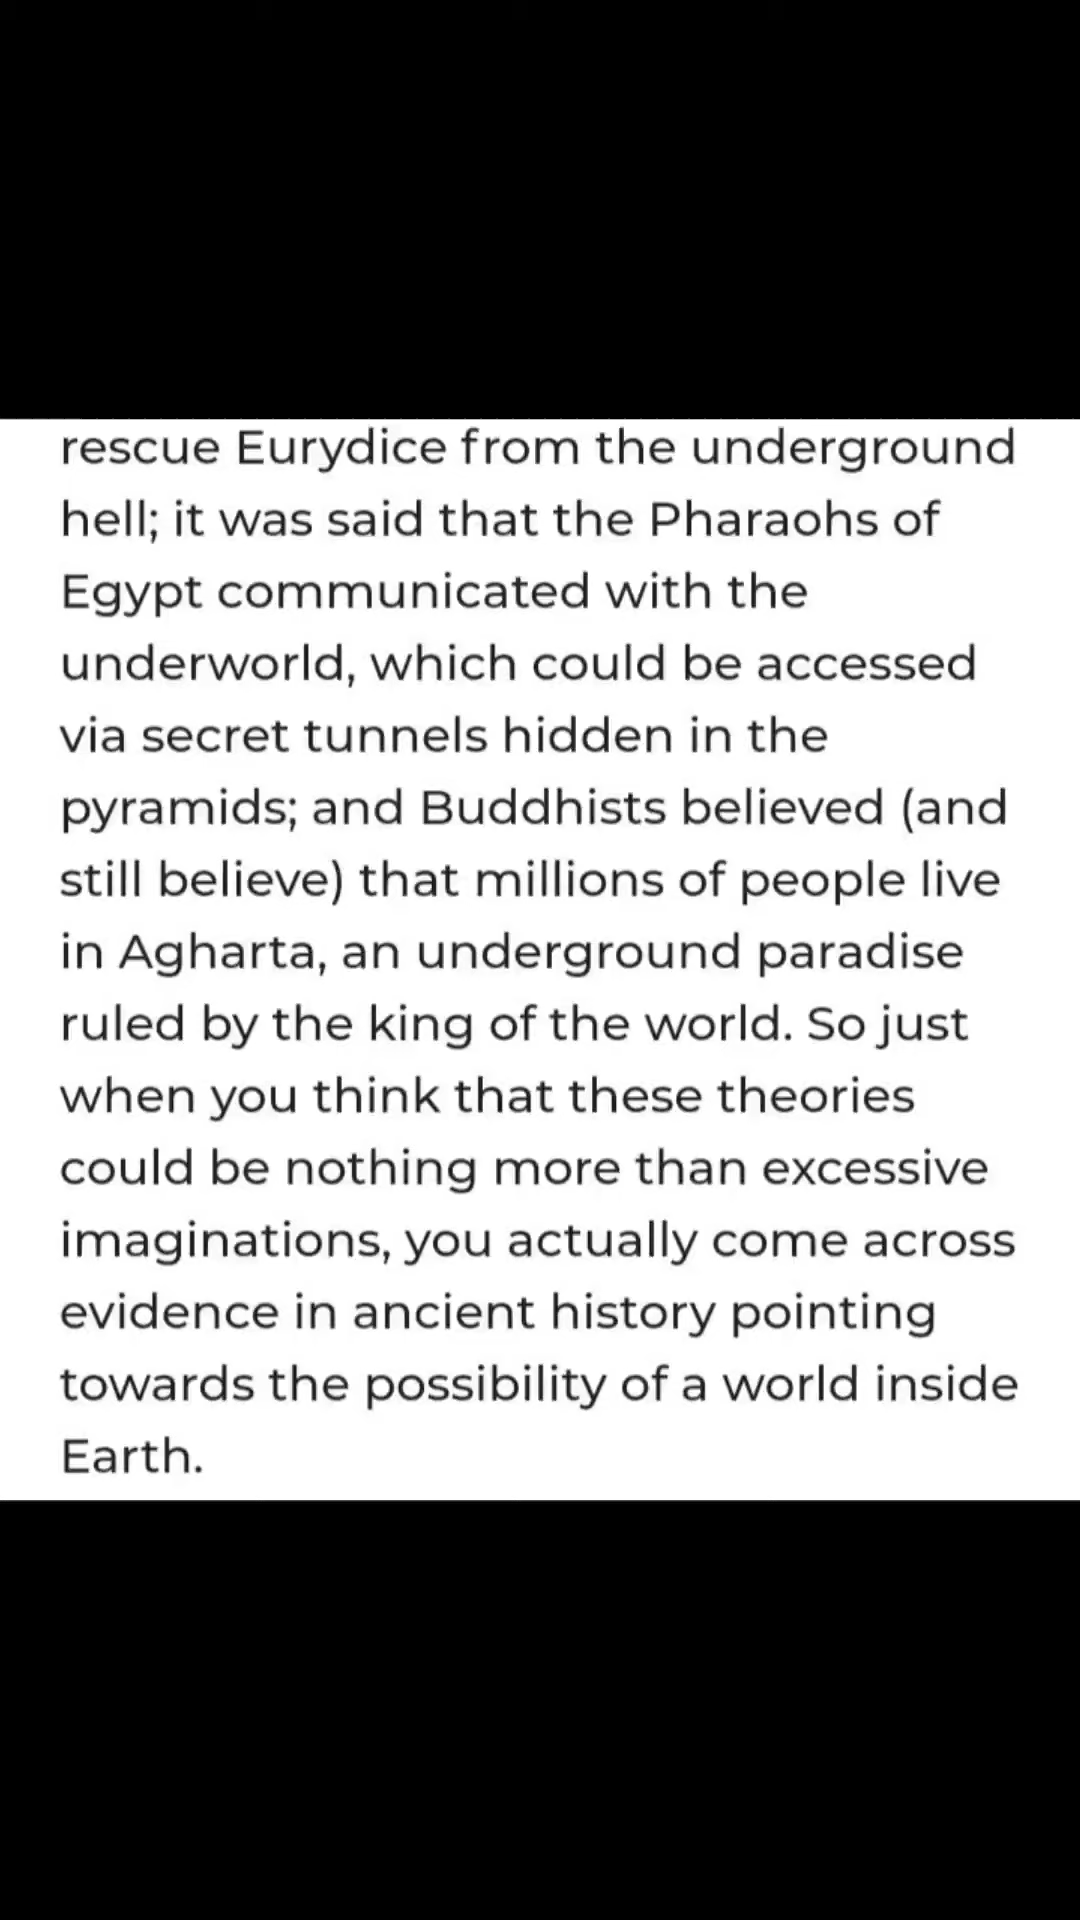 rescue Eurydice from the underground
hell; it was said that the Pharaohs of
Egypt communicated with the
underworld, which could be accessed
via secret tunnels hidden in the
pyramids; and Buddhists believed (and
still believe) that millions of people live
in Agharta, an underground paradise
ruled by the king of the world. So just
when you think that these theories
could be nothing more than excessive
imaginations, you actually come across
evidence in ancient history pointing
towards the possibility of a world inside
Earth.